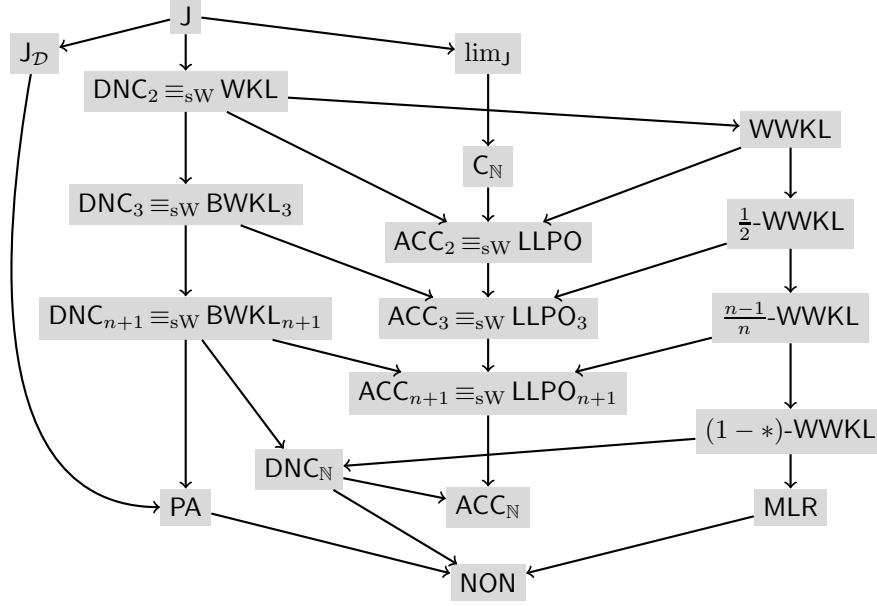 J
J_𝒟
lim_J
DNC₂ ≡_sW WKL
WWKL
C_ℕ
DNC₃ ≡_sW BWKL₃
ACC₂ ≡_sW LLPO
1/2-WWKL
DNC_{n+1} ≡_sW BWKL_{n+1}
ACC₃ ≡_sW LLPO₃
(n−1)/n-WWKL
ACC_{n+1} ≡_sW LLPO_{n+1}
(1 − ∗)-WWKL
DNC_ℕ
PA
ACC_ℕ
MLR
NON